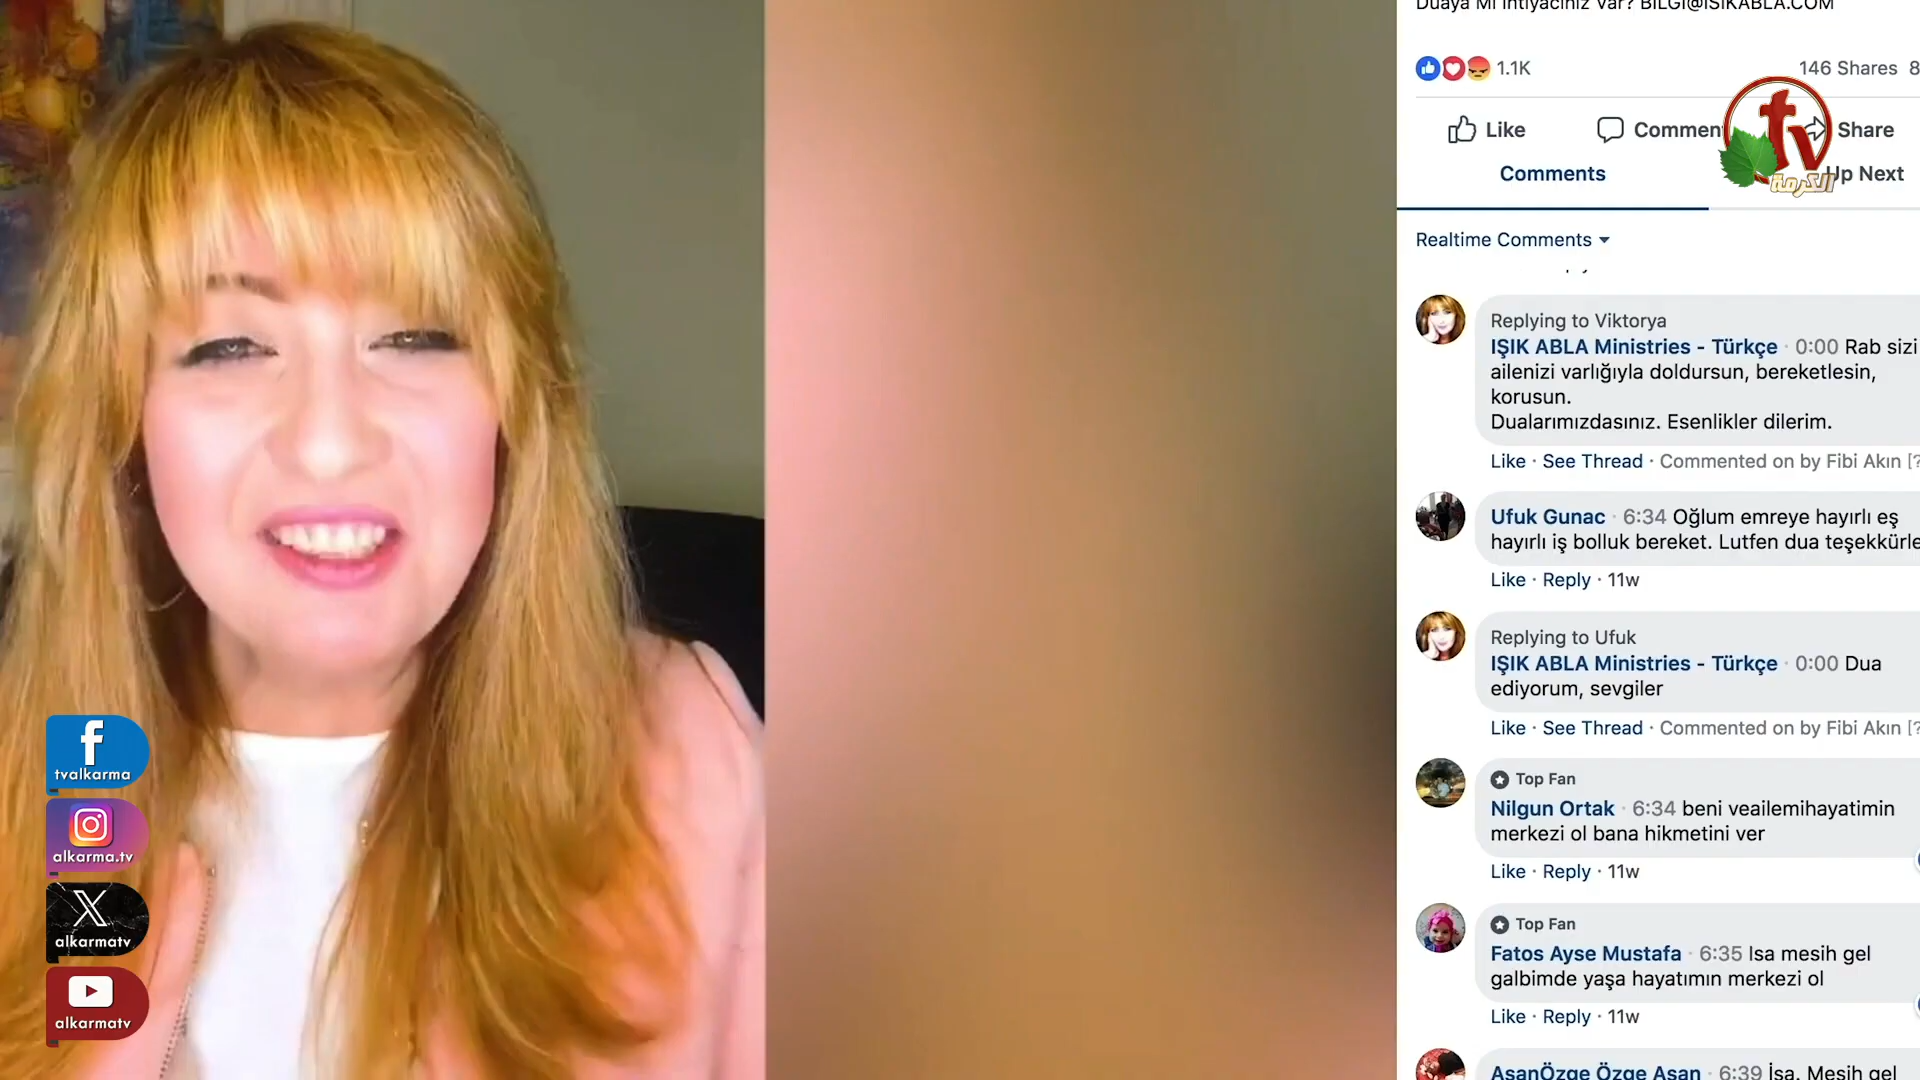 Duaya Mi İhtiyacınız Var? BILGI@ISIKABLA.COM
1.1K
146 Shares
Like
Comment
Share
Comments
Up Next
tv
الكرمة
Realtime Comments
Replying to Viktorya
IŞIK ABLA Ministries - Türkçe · 0:00 Rab sizi
ailenizi varlığıyla doldursun, bereketlesin,
korusun.
Dualarımızdasınız. Esenlikler dilerim.
Like · See Thread · Commented on by Fibi Akın [?
Ufuk Gunac · 6:34 Oğlum emreye hayırlı eş
hayırlı iş bolluk bereket. Lutfen dua teşekkürle
Like · Reply · 11w
Replying to Ufuk
IŞIK ABLA Ministries - Türkçe · 0:00 Dua
ediyorum, sevgiler
Like · See Thread · Commented on by Fibi Akın [?
Top Fan
Nilgun Ortak · 6:34 beni veailemihayatimin
merkezi ol bana hikmetini ver
Like · Reply · 11w
Top Fan
Fatos Ayse Mustafa · 6:35 Isa mesih gel
galbimde yaşa hayatımın merkezi ol
Like · Reply · 11w
AsanÖzge Özge Asan · 6:39 İsa. Mesih gel
tvalkarma
alkarma.tv
alkarmatv
alkarmatv